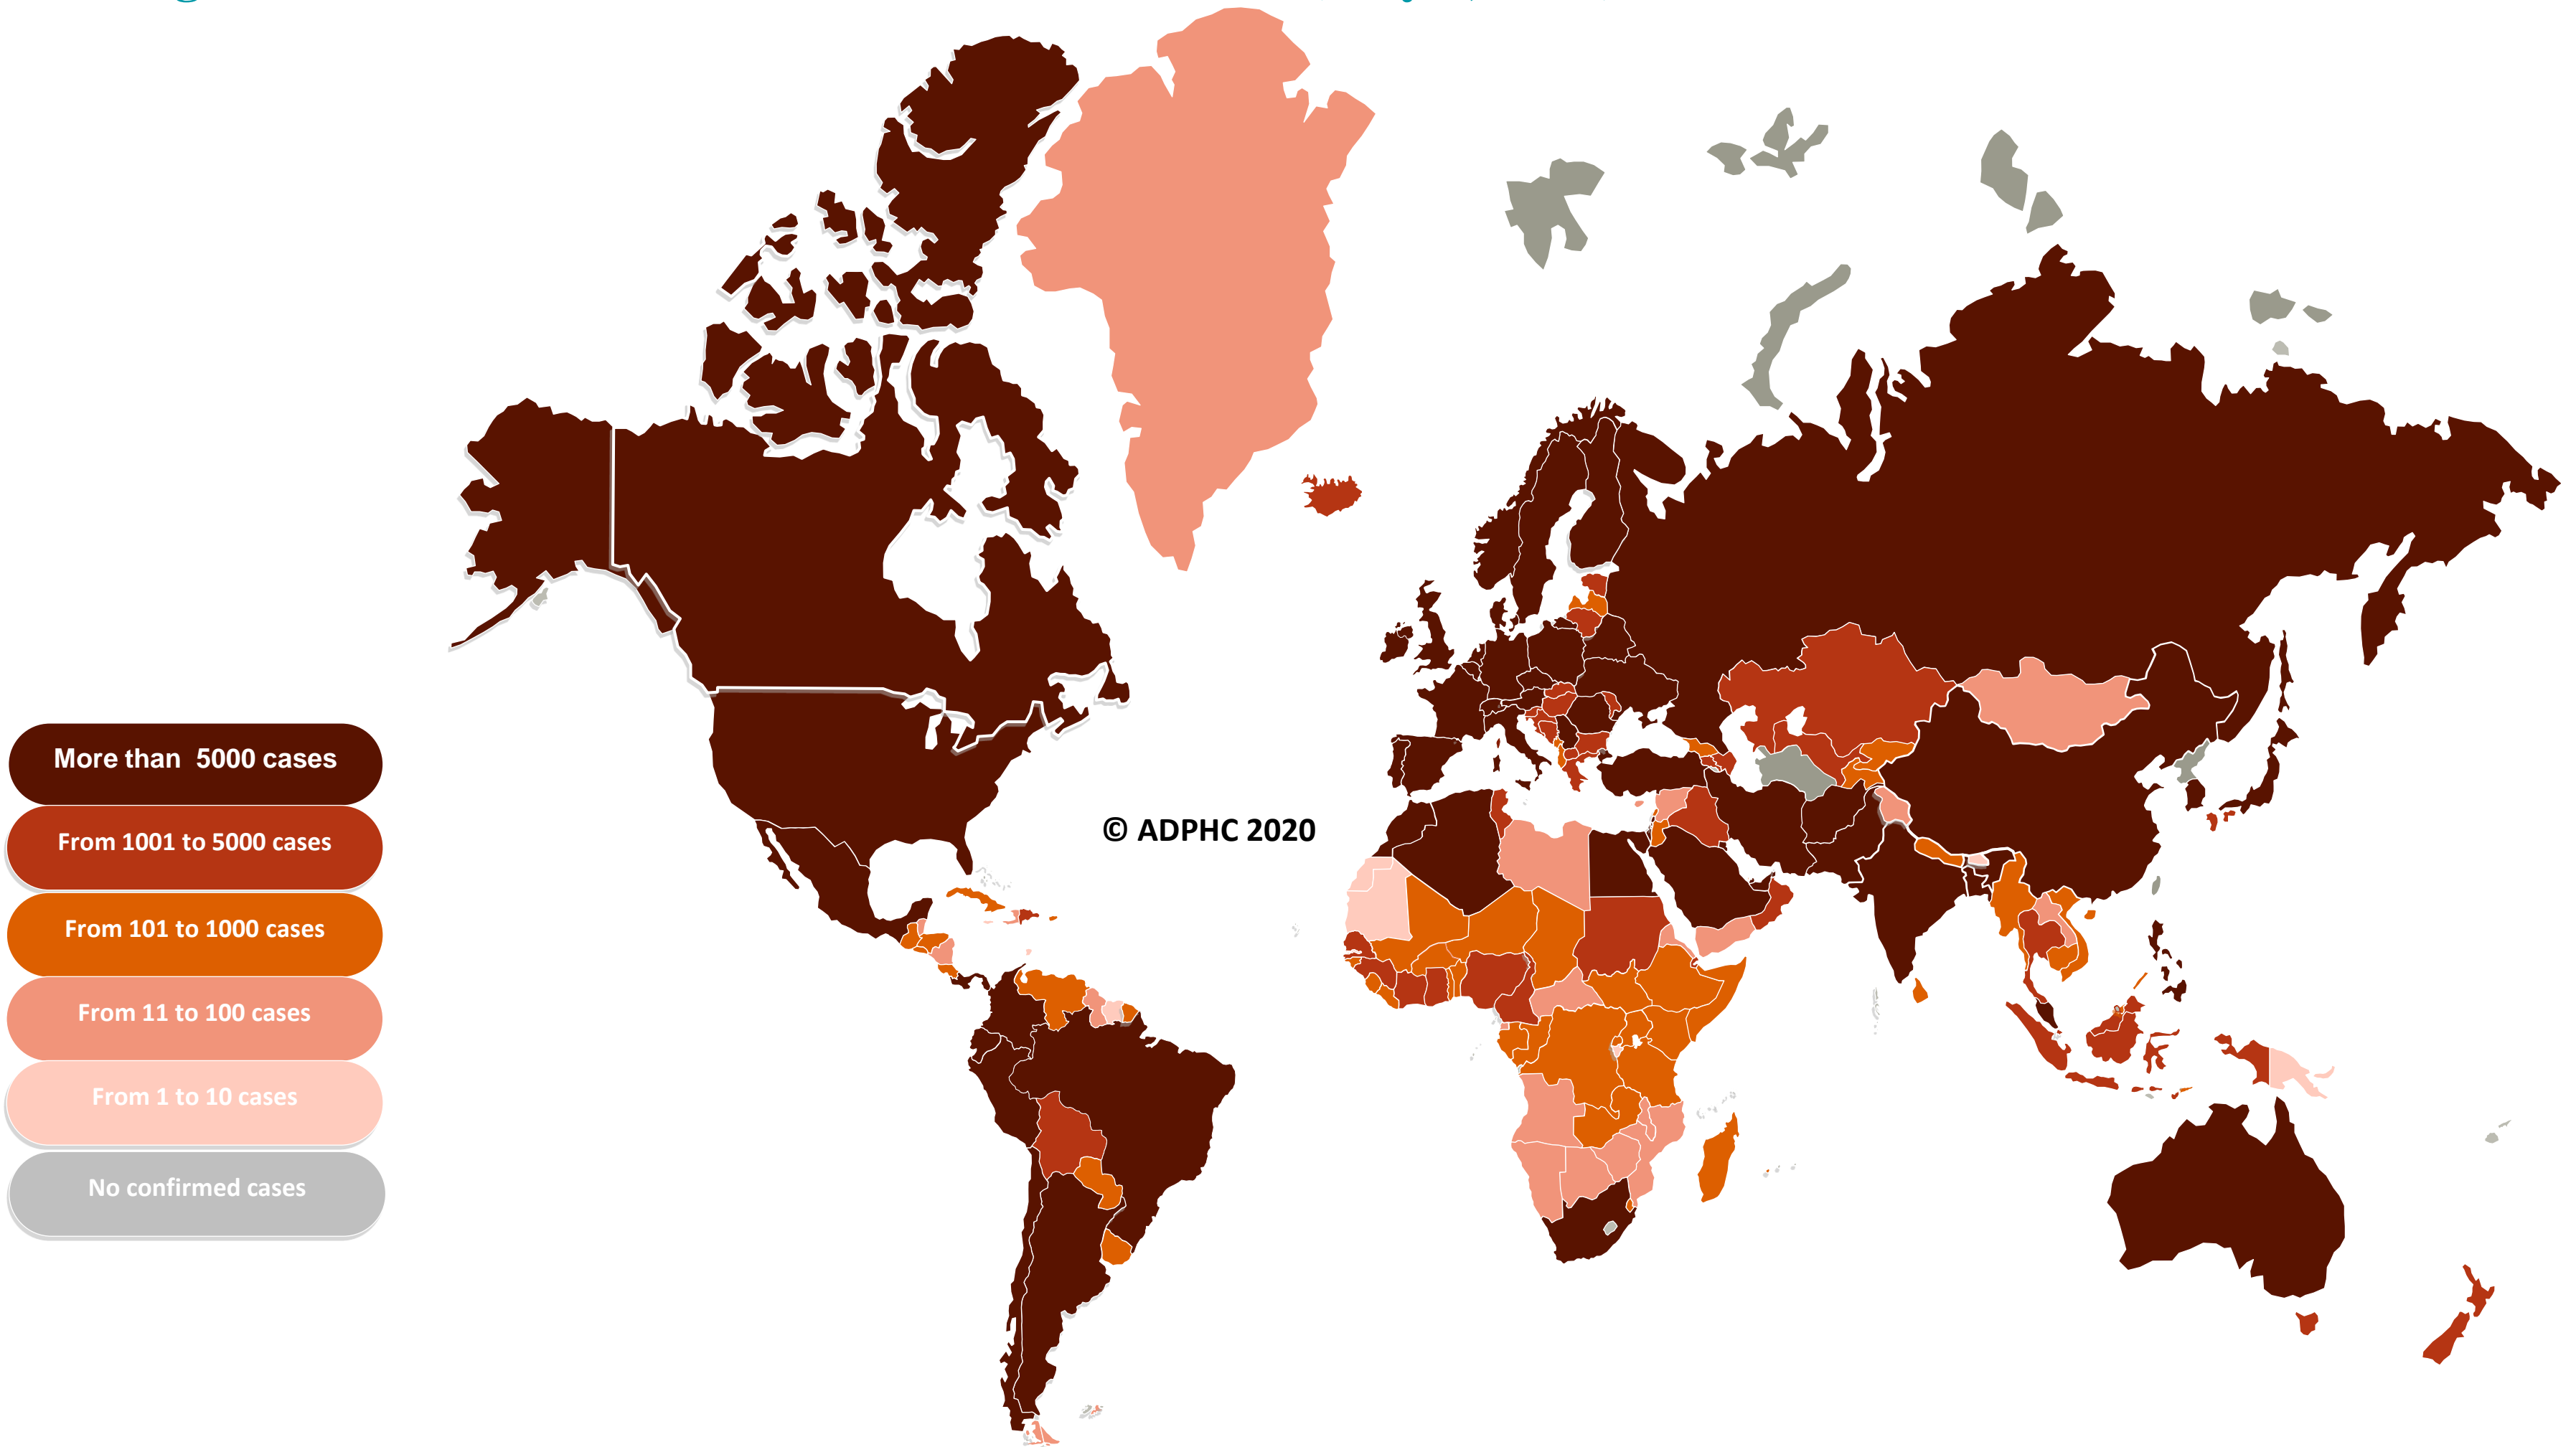 More than  5000 cases
From 1001 to 5000 cases
From 101 to 1000 cases
From 11 to 100 cases
From 1 to 10 cases
No confirmed cases
© ADPHC 2020